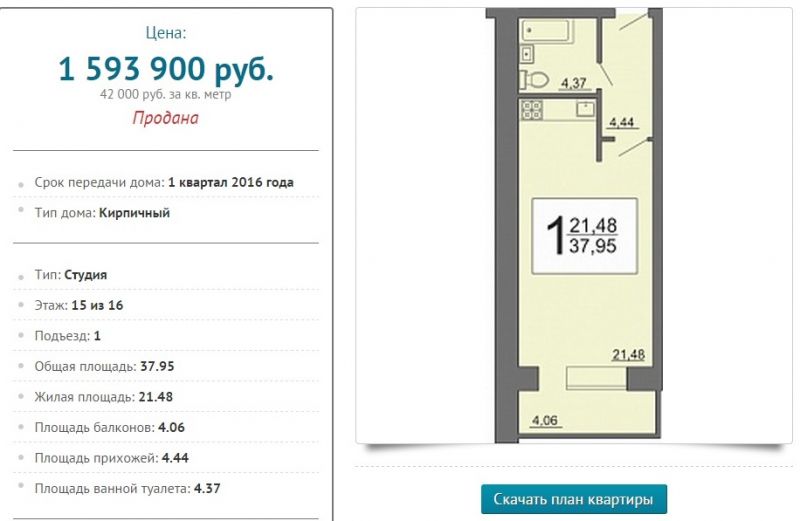 Цена:
1 593 900 руб.
42 000 руб. за кв. метр
Продана
Срок передачи дома: 1 квартал 2016 года
Тип дома: Кирпичный
Тип: Студия
Этаж: 15 из 16
Подъезд: 1
Общая площадь: 37.95
Жилая площадь: 21.48
Площадь балконов: 4.06
Площадь прихожей: 4.44
Площадь ванной туалета: 4.37
4,37
4,44
1 21,48
37,95
21,48
4,06
Скачать план квартиры